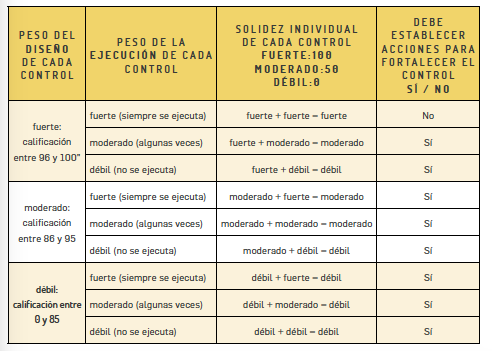 PESO DEL
DISEÑO
DE CADA
CONTROL
PESO DE LA
EJECUCIÓN DE CADA
CONTROL
SOLIDEZ INDIVIDUAL
DE CADA CONTROL
FUERTE:100
MODERADO:50
DÉBIL:0
DEBE
ESTABLECER
ACCIONES PARA
FORTALECER EL
CONTROL
SÍ / NO
fuerte:
calificación
entre 96 y 100"
fuerte (siempre se ejecuta)
fuerte + fuerte = fuerte
No
moderado (algunas veces)
fuerte + moderado = moderado
Sí
débil (no se ejecuta)
fuerte + débil = débil
Sí
moderado:
calificación
entre 86 y 95
fuerte (siempre se ejecuta)
moderado + fuerte = moderado
Sí
moderado (algunas veces)
moderado + moderado = moderado
Sí
débil (no se ejecuta)
moderado + débil = débil
Sí
débil:
calificación entre
0 y 85
fuerte (siempre se ejecuta)
débil + fuerte = débil
Sí
moderado (algunas veces)
débil + moderado = débil
Sí
débil (no se ejecuta)
débil + débil = débil
Sí